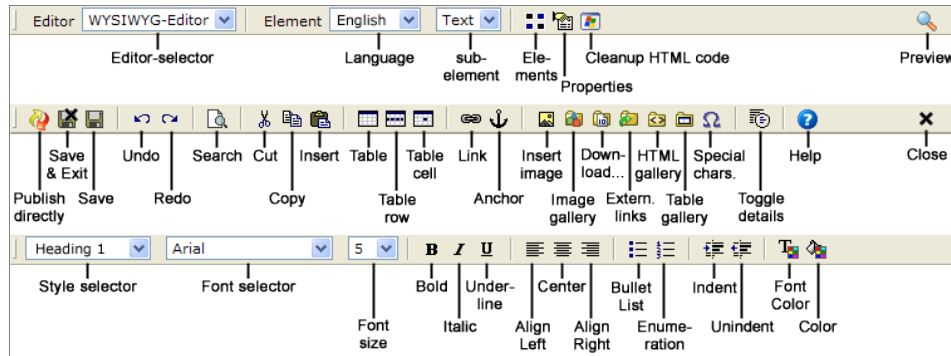 Editor WYSIWYG-Editor Element English Text
Editor-selector Language sub-element Ele-ments Properties Cleanup HTML code Preview
Publish directly Save & Exit Save Undo Redo Search Cut Copy Insert Table Table row Table cell Link Anchor Insert image Image gallery Down-load... Extern. links HTML gallery Table gallery Special chars. Toggle details Help Close
Heading 1 Arial 5 B I U
Style selector Font selector Font size Bold Italic Under-line Align Left Center Align Right Bullet List Enume-ration Indent Unindent Font Color Color